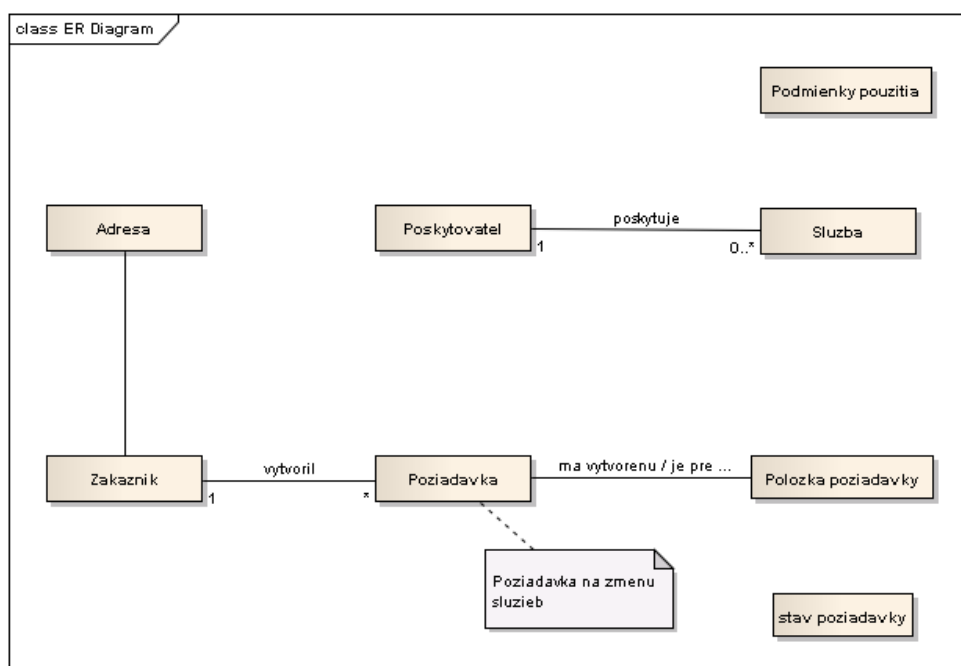 class ER Diagram
Podmienky pouzitia
Adresa
Poskytovatel
poskytuje
1
0..*
Sluzba
Zakaznik
vytvoril
1
*
Poziadavka
ma vytvorenu / je pre ...
Polozka poziadavky
Poziadavka na zmenu
sluzieb
stav poziadavky